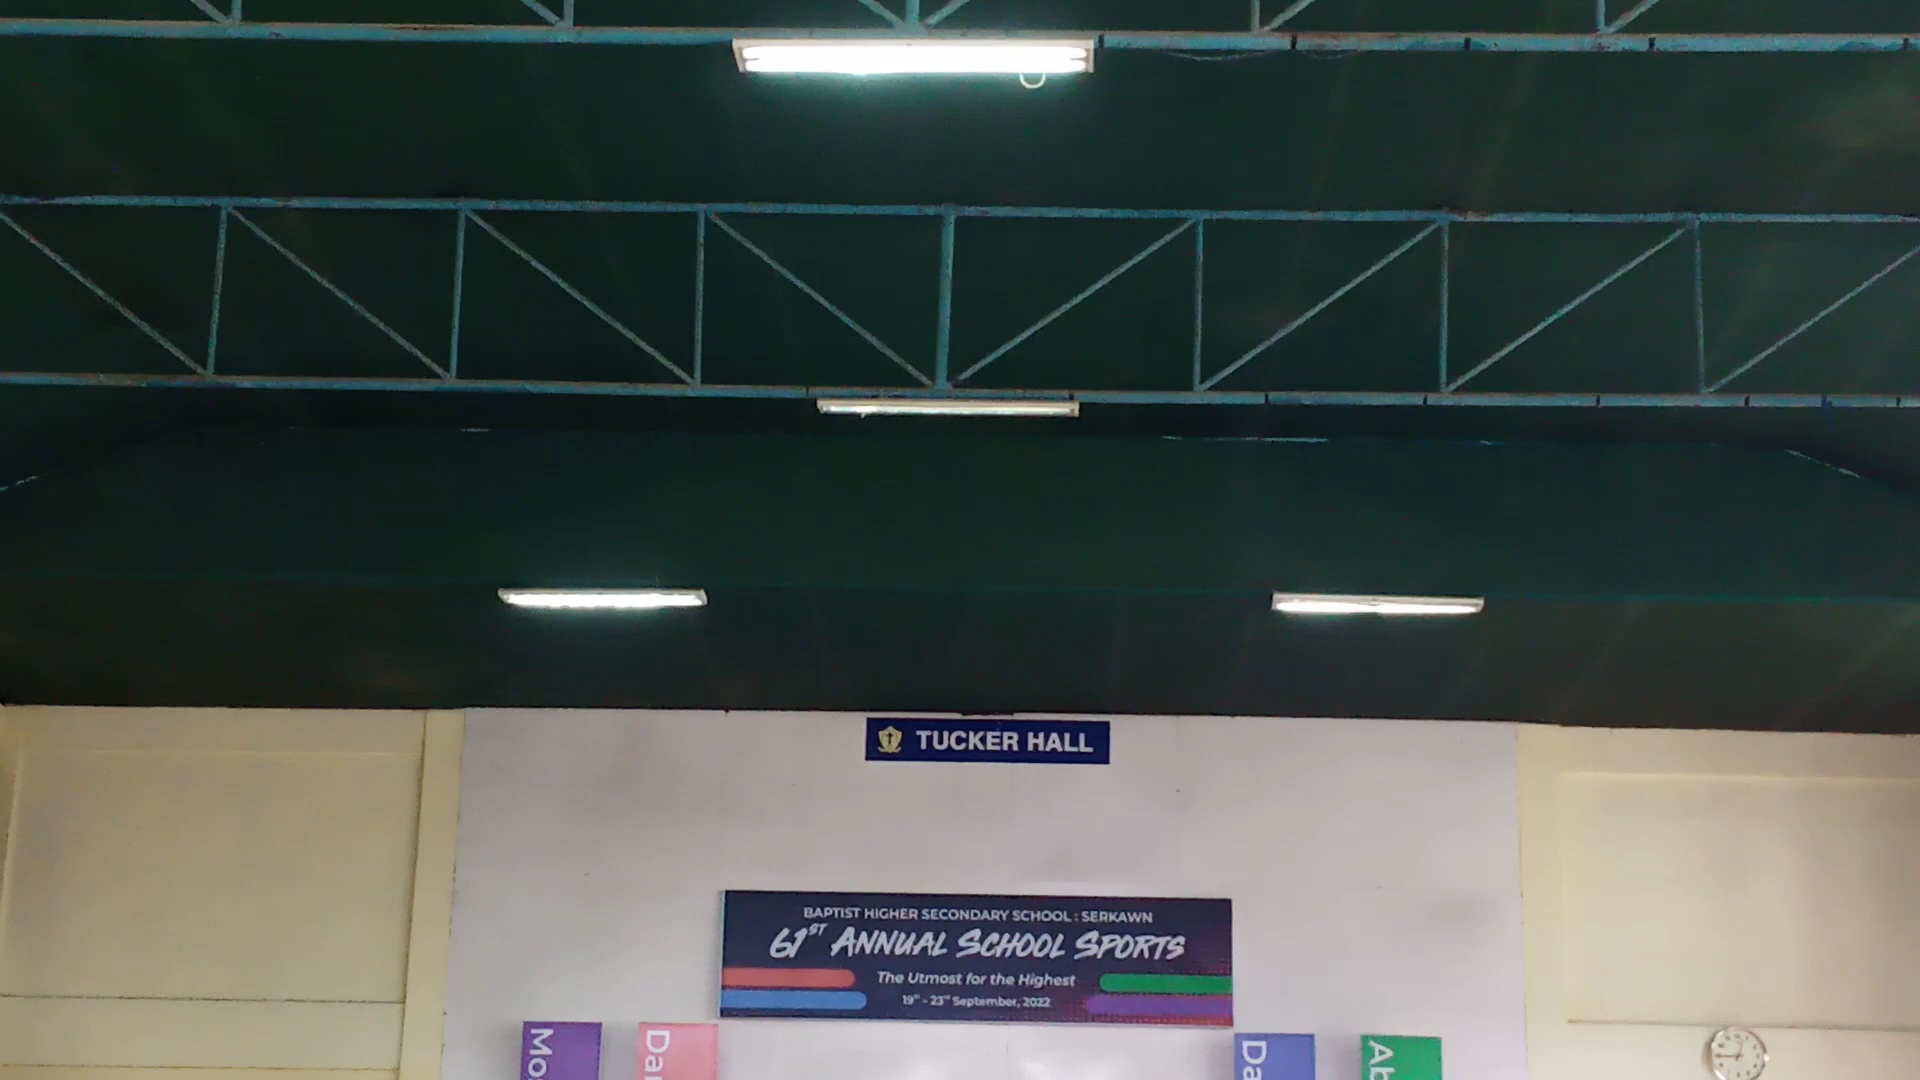 TUCKER HALL
BAPTIST HIGHER SECONDARY SCHOOL : SERKAWN
61ST ANNUAL SCHOOL SPORTS
The Utmost for the Highest
19th - 23rd September, 2022